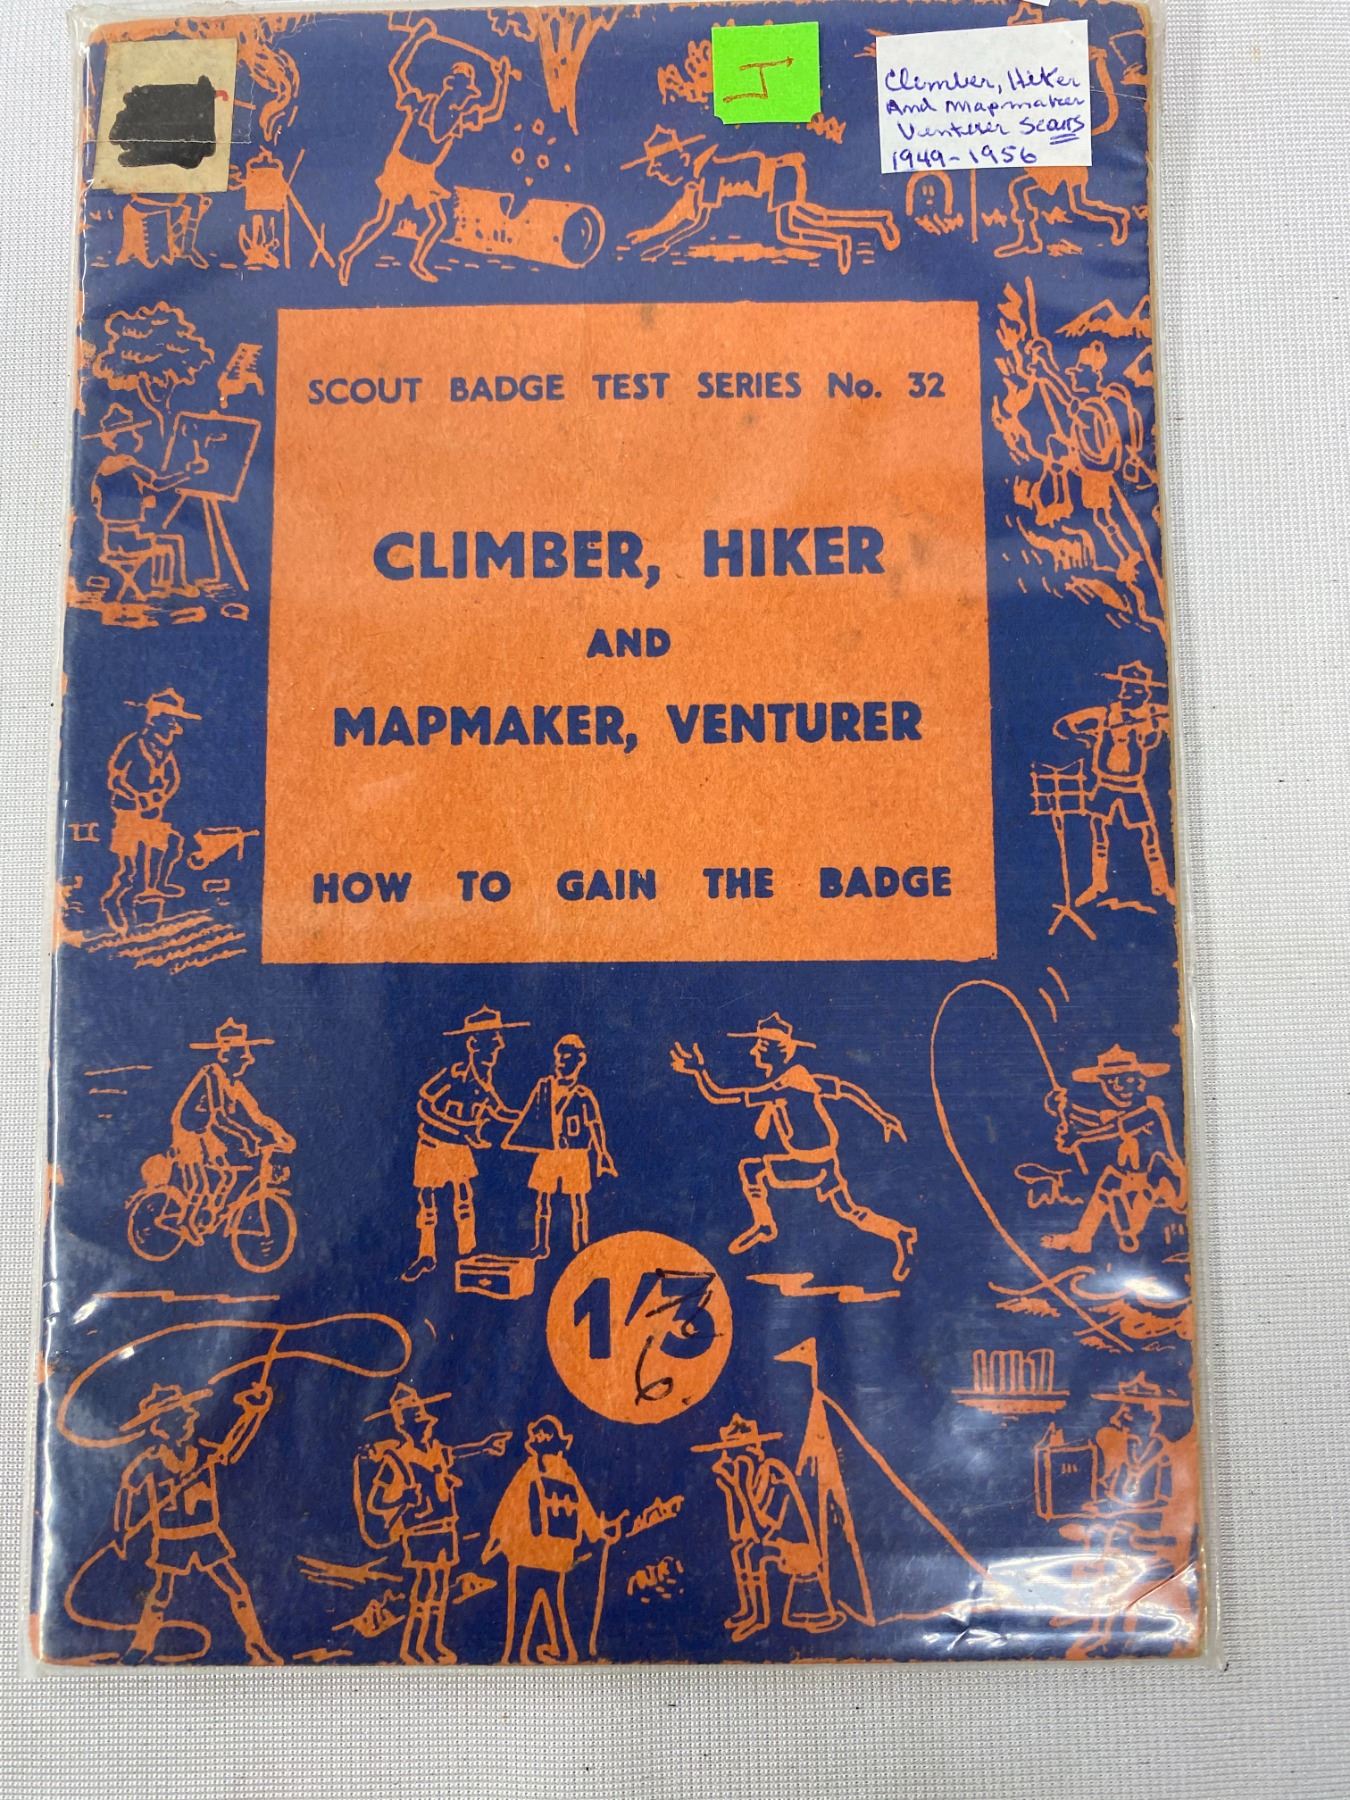 I
Climber, Hiker
And Mapmaker
Venturer Scouts
1949-1956
SCOUT BADGE TEST SERIES No. 32
CLIMBER, HIKER
AND
MAPMAKER, VENTURER
HOW TO GAIN THE BADGE
1/3
6